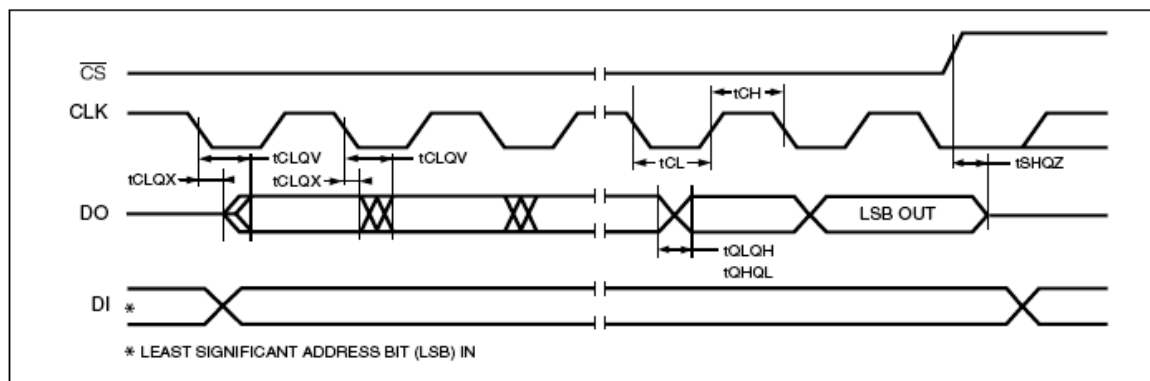 CS
CLK
tCH
tCLQV
tCLQV
tCL
tSHQZ
tCLQX
tCLQX
DO
LSB OUT
tQLQH
tQHQL
DI
*
* LEAST SIGNIFICANT ADDRESS BIT (LSB) IN